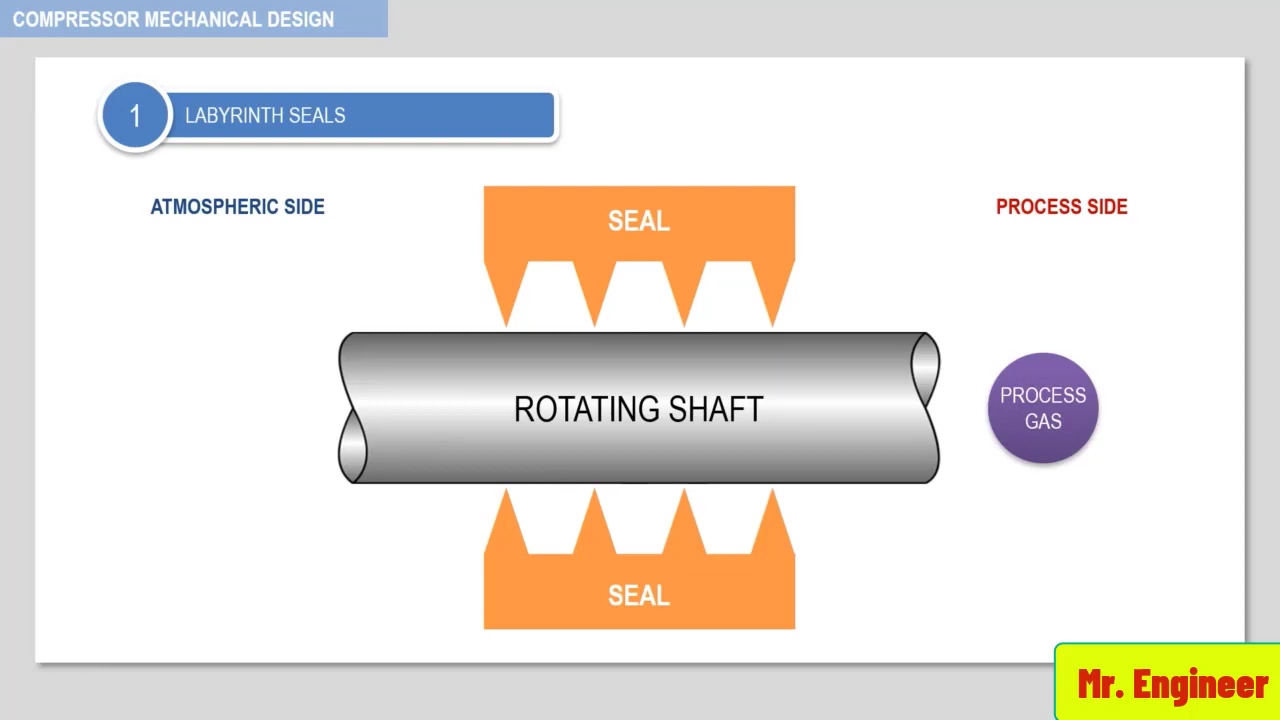 COMPRESSOR MECHANICAL DESIGN
1 LABYRINTH SEALS
ATMOSPHERIC SIDE
SEAL
PROCESS SIDE
ROTATING SHAFT
PROCESS
GAS
SEAL
Mr. Engineer